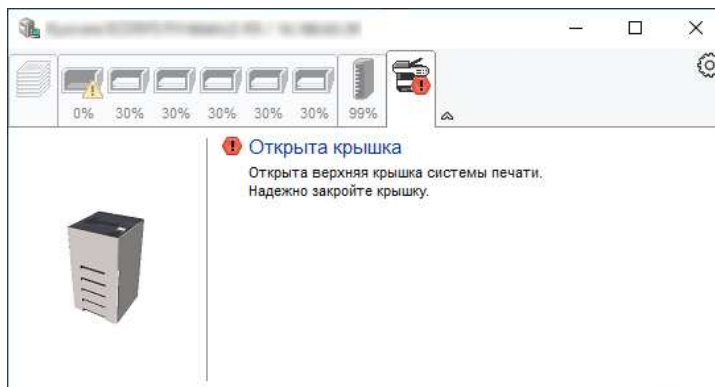 0% 30% 30% 30% 30% 30% 99%
Открыта крышка
Открыта верхняя крышка системы печати.
Надежно закройте крышку.